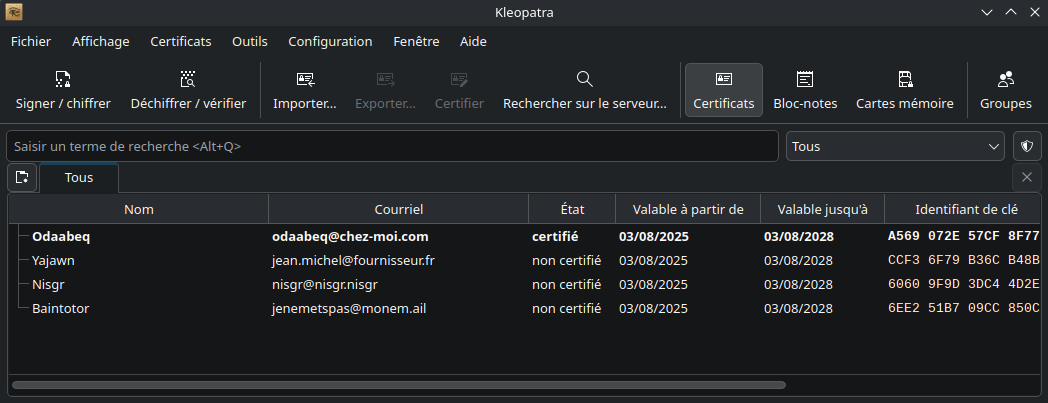 Kleopatra
Fichier Affichage Certificats Outils Configuration Fenêtre Aide
Signer / chiffrer Déchiffrer / vérifier Importer... Exporter... Certifier Rechercher sur le serveur... Certificats Bloc-notes Cartes mémoire Groupes
Saisir un terme de recherche <Alt+Q> Tous
Tous
Nom Courriel État Valable à partir de Valable jusqu'à Identifiant de clé
Odaabeq odaabeq@chez-moi.com certifié 03/08/2025 03/08/2028 A569 072E 57CF 8F77
Yajawn jean.michel@fournisseur.fr non certifié 03/08/2025 03/08/2028 CCF3 6F79 B36C B48B
Nisgr nisgr@nisgr.nisgr non certifié 03/08/2025 03/08/2028 6060 9F9D 3DC4 4D2E
Baintotor jenemetspas@monem.ail non certifié 03/08/2025 03/08/2028 6EE2 51B7 09CC 850C